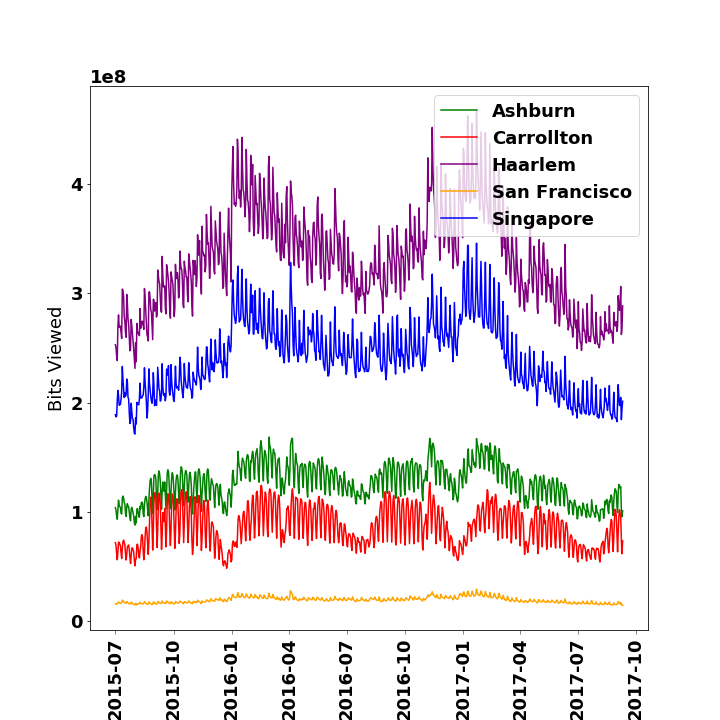 1e8
Ashburn
Carrollton
Haarlem
San Francisco
Singapore
4
3
2
1
0
Bits Viewed
2015-07
2015-10
2016-01
2016-04
2016-07
2016-10
2017-01
2017-04
2017-07
2017-10